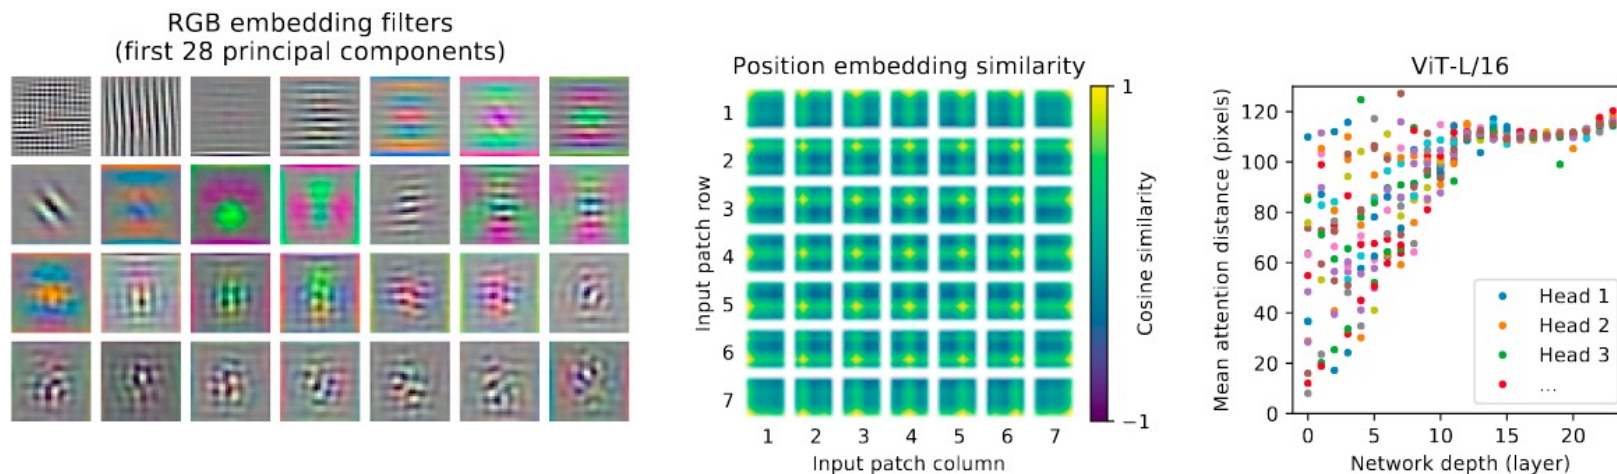 RGB embedding filters
(first 28 principal components)
Position embedding similarity
Input patch row
1
2
3
4
5
6
7
1 2 3 4 5 6 7
Input patch column
1
−1
Cosine similarity
ViT-L/16
Mean attention distance (pixels)
120
100
80
60
40
20
0
Head 1
Head 2
Head 3
...
0 5 10 15 20
Network depth (layer)